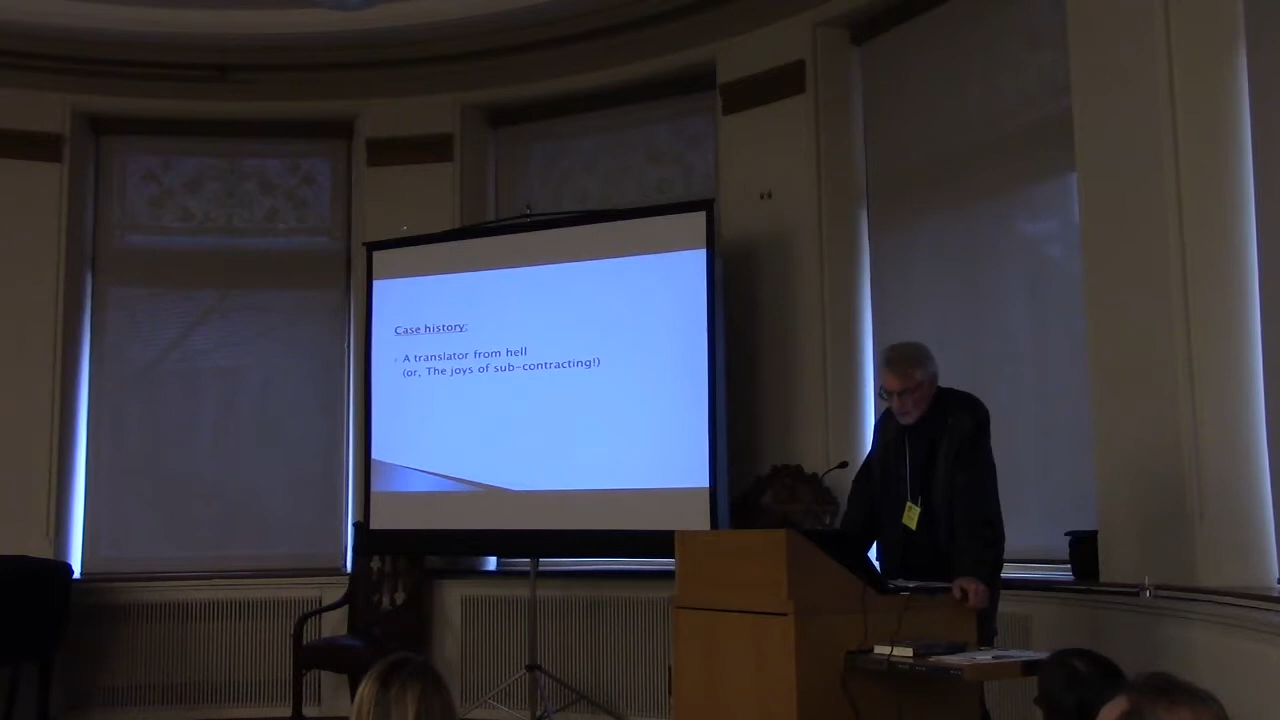 Case history:
A translator from hell
(or, The joys of sub-contracting!)